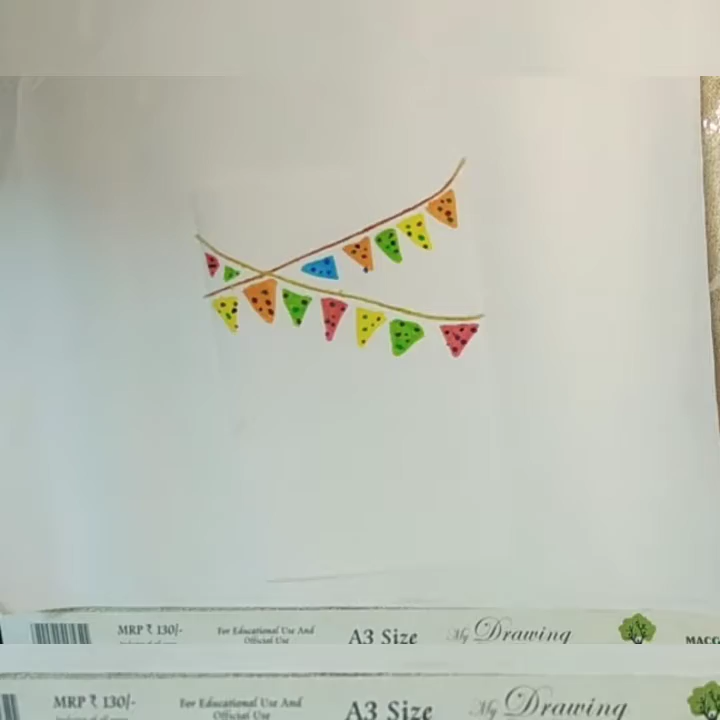 MRP ₹ 130/-
For Educational Use And
Official Use
A3 Size
My Drawing
MRP ₹ 130/-
For Educational Use And
Official Use
A3 Size
My Drawing